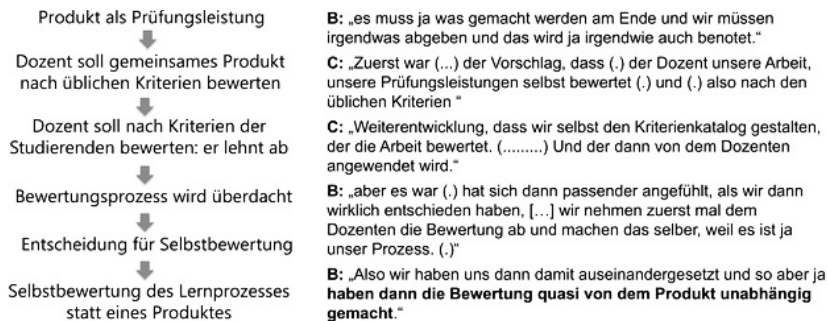 Produkt als Prüfungsleistung
Dozent soll gemeinsames Produkt
nach üblichen Kriterien bewerten
Dozent soll nach Kriterien der
Studierenden bewerten: er lehnt ab
Bewertungsprozess wird überdacht
Entscheidung für Selbstbewertung
Selbstbewertung des Lernprozesses
statt eines Produktes
B: „es muss ja was gemacht werden am Ende und wir müssen
irgendwas abgeben und das wird ja irgendwie auch benotet.“
C: „Zuerst war (...) der Vorschlag, dass (.) der Dozent unsere Arbeit,
unsere Prüfungsleistungen selbst bewertet (.) und (.) also nach den
üblichen Kriterien “
C: „Weiterentwicklung, dass wir selbst den Kriterienkatalog gestalten,
der die Arbeit bewertet. (.........) Und der dann von dem Dozenten
angewendet wird.“
B: „aber es war (.) hat sich dann passender angefühlt, als wir dann
wirklich entschieden haben, […] wir nehmen zuerst mal dem
Dozenten die Bewertung ab und machen das selber, weil es ist ja
unser Prozess. (.)“
B: „Also wir haben uns dann damit auseinandergesetzt und so aber ja
haben dann die Bewertung quasi von dem Produkt unabhängig
gemacht.“